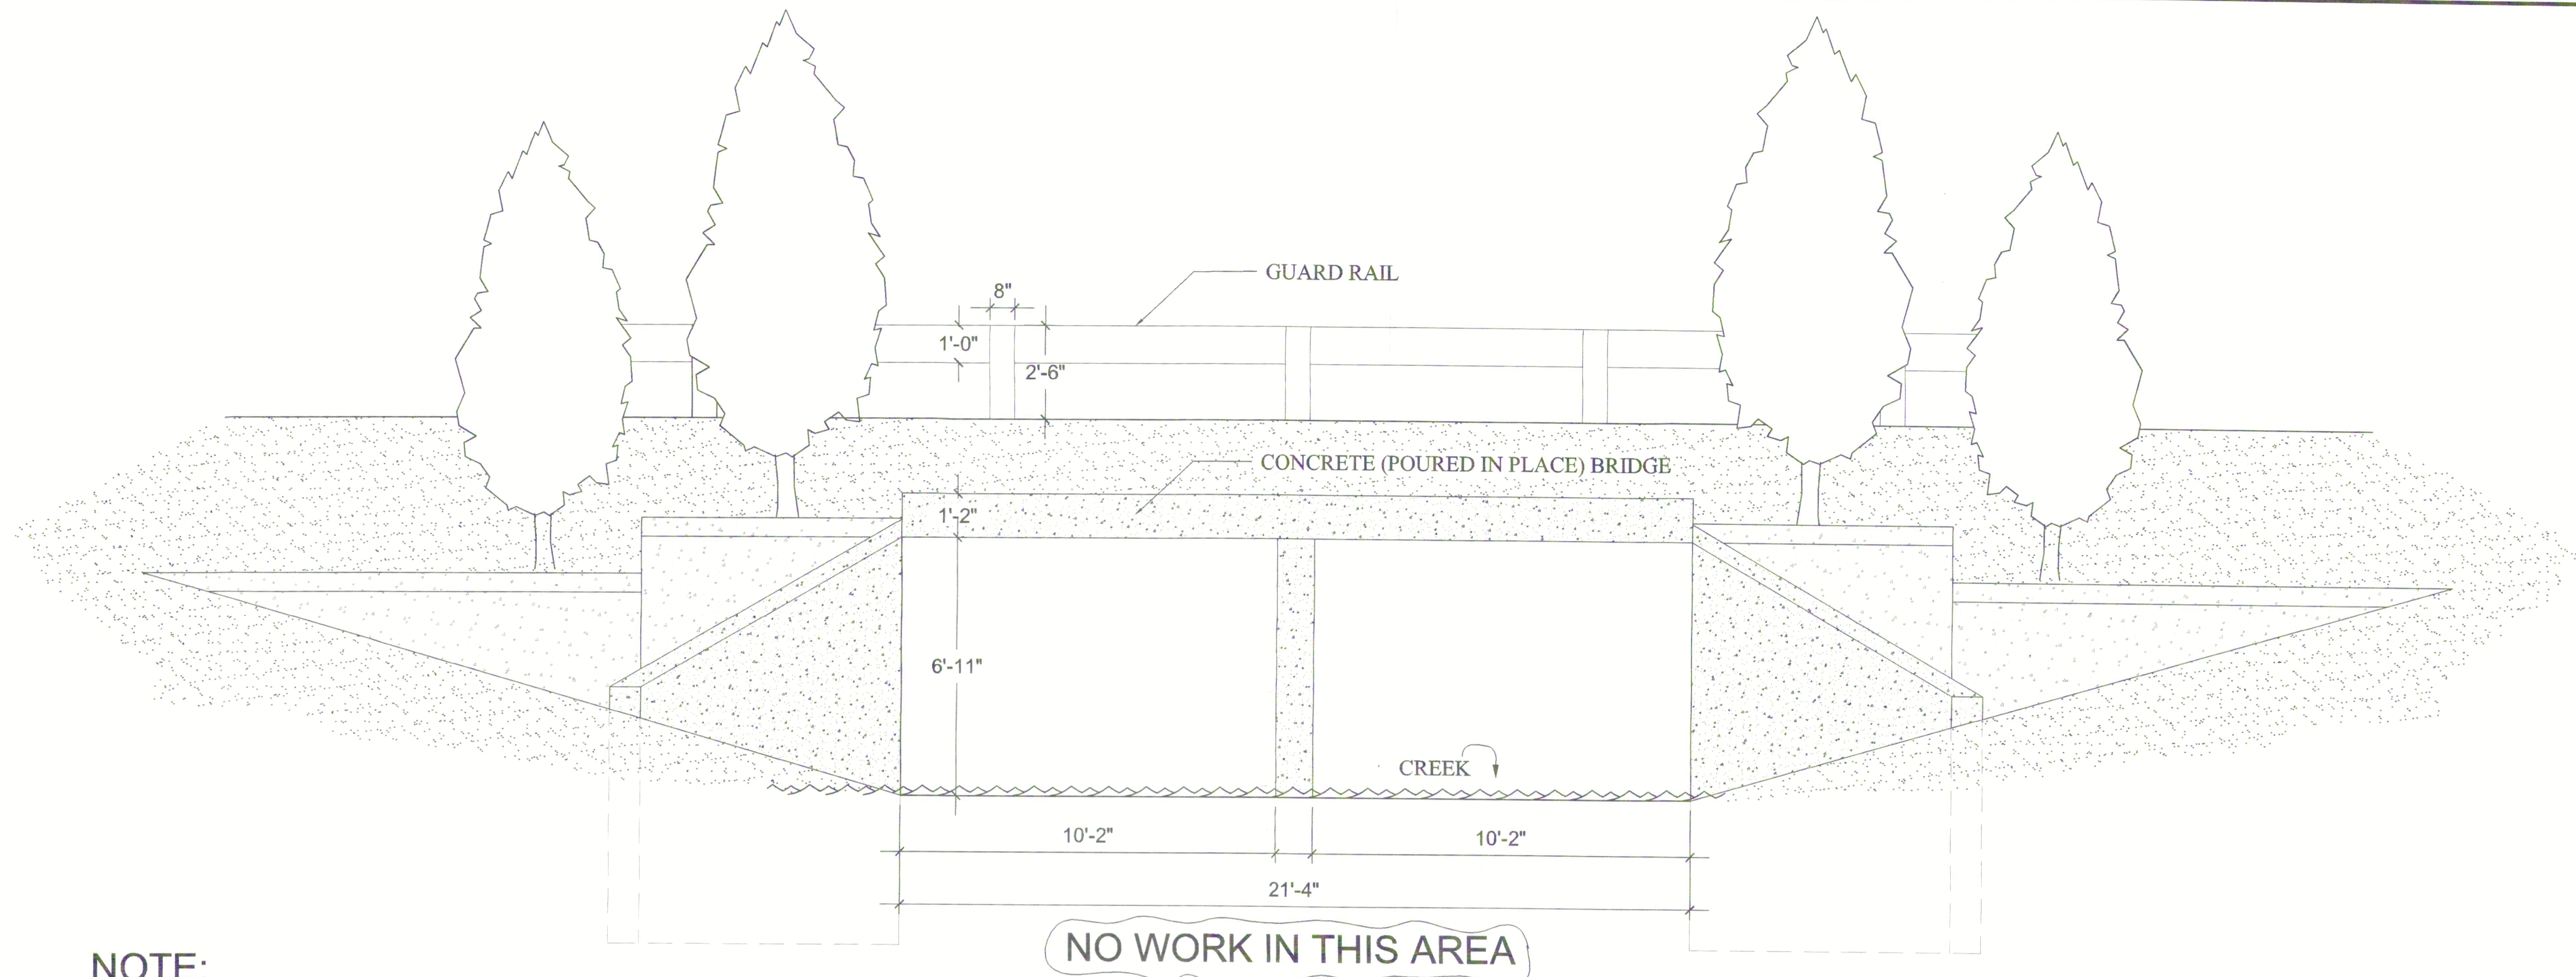 GUARD RAIL
8"
1'-0"
2'-6"
CONCRETE (POURED IN PLACE) BRIDGE
1'-2"
6'-11"
CREEK
10'-2"
10'-2"
21'-4"
NO WORK IN THIS AREA
NOTE: